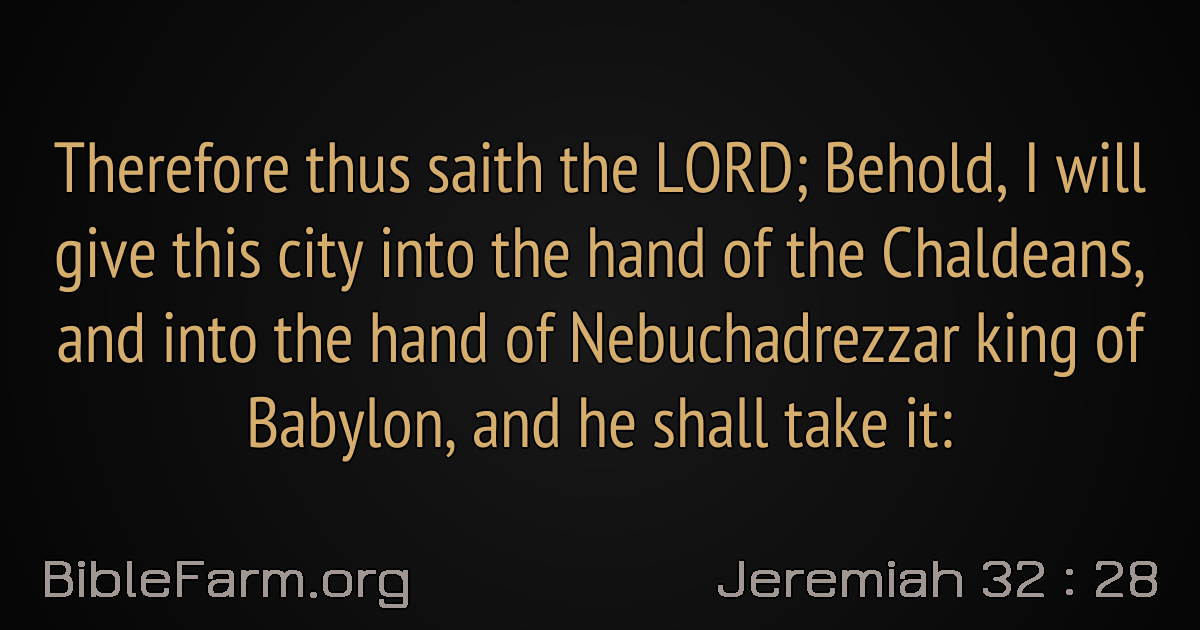 Therefore thus saith the LORD; Behold, I will
give this city into the hand of the Chaldeans,
and into the hand of Nebuchadrezzar king of
Babylon, and he shall take it:
BibleFarm.org
Jeremiah 32 : 28